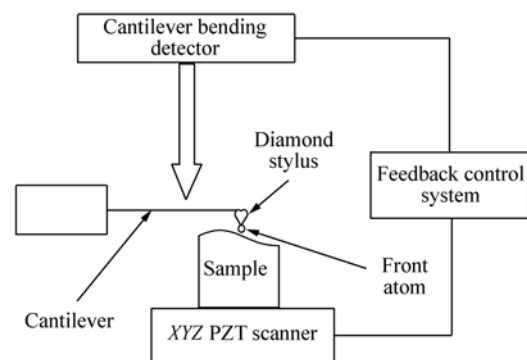 Cantilever bending
detector
Diamond
stylus
Feedback control
system
Sample
Front
atom
Cantilever
XYZ PZT scanner